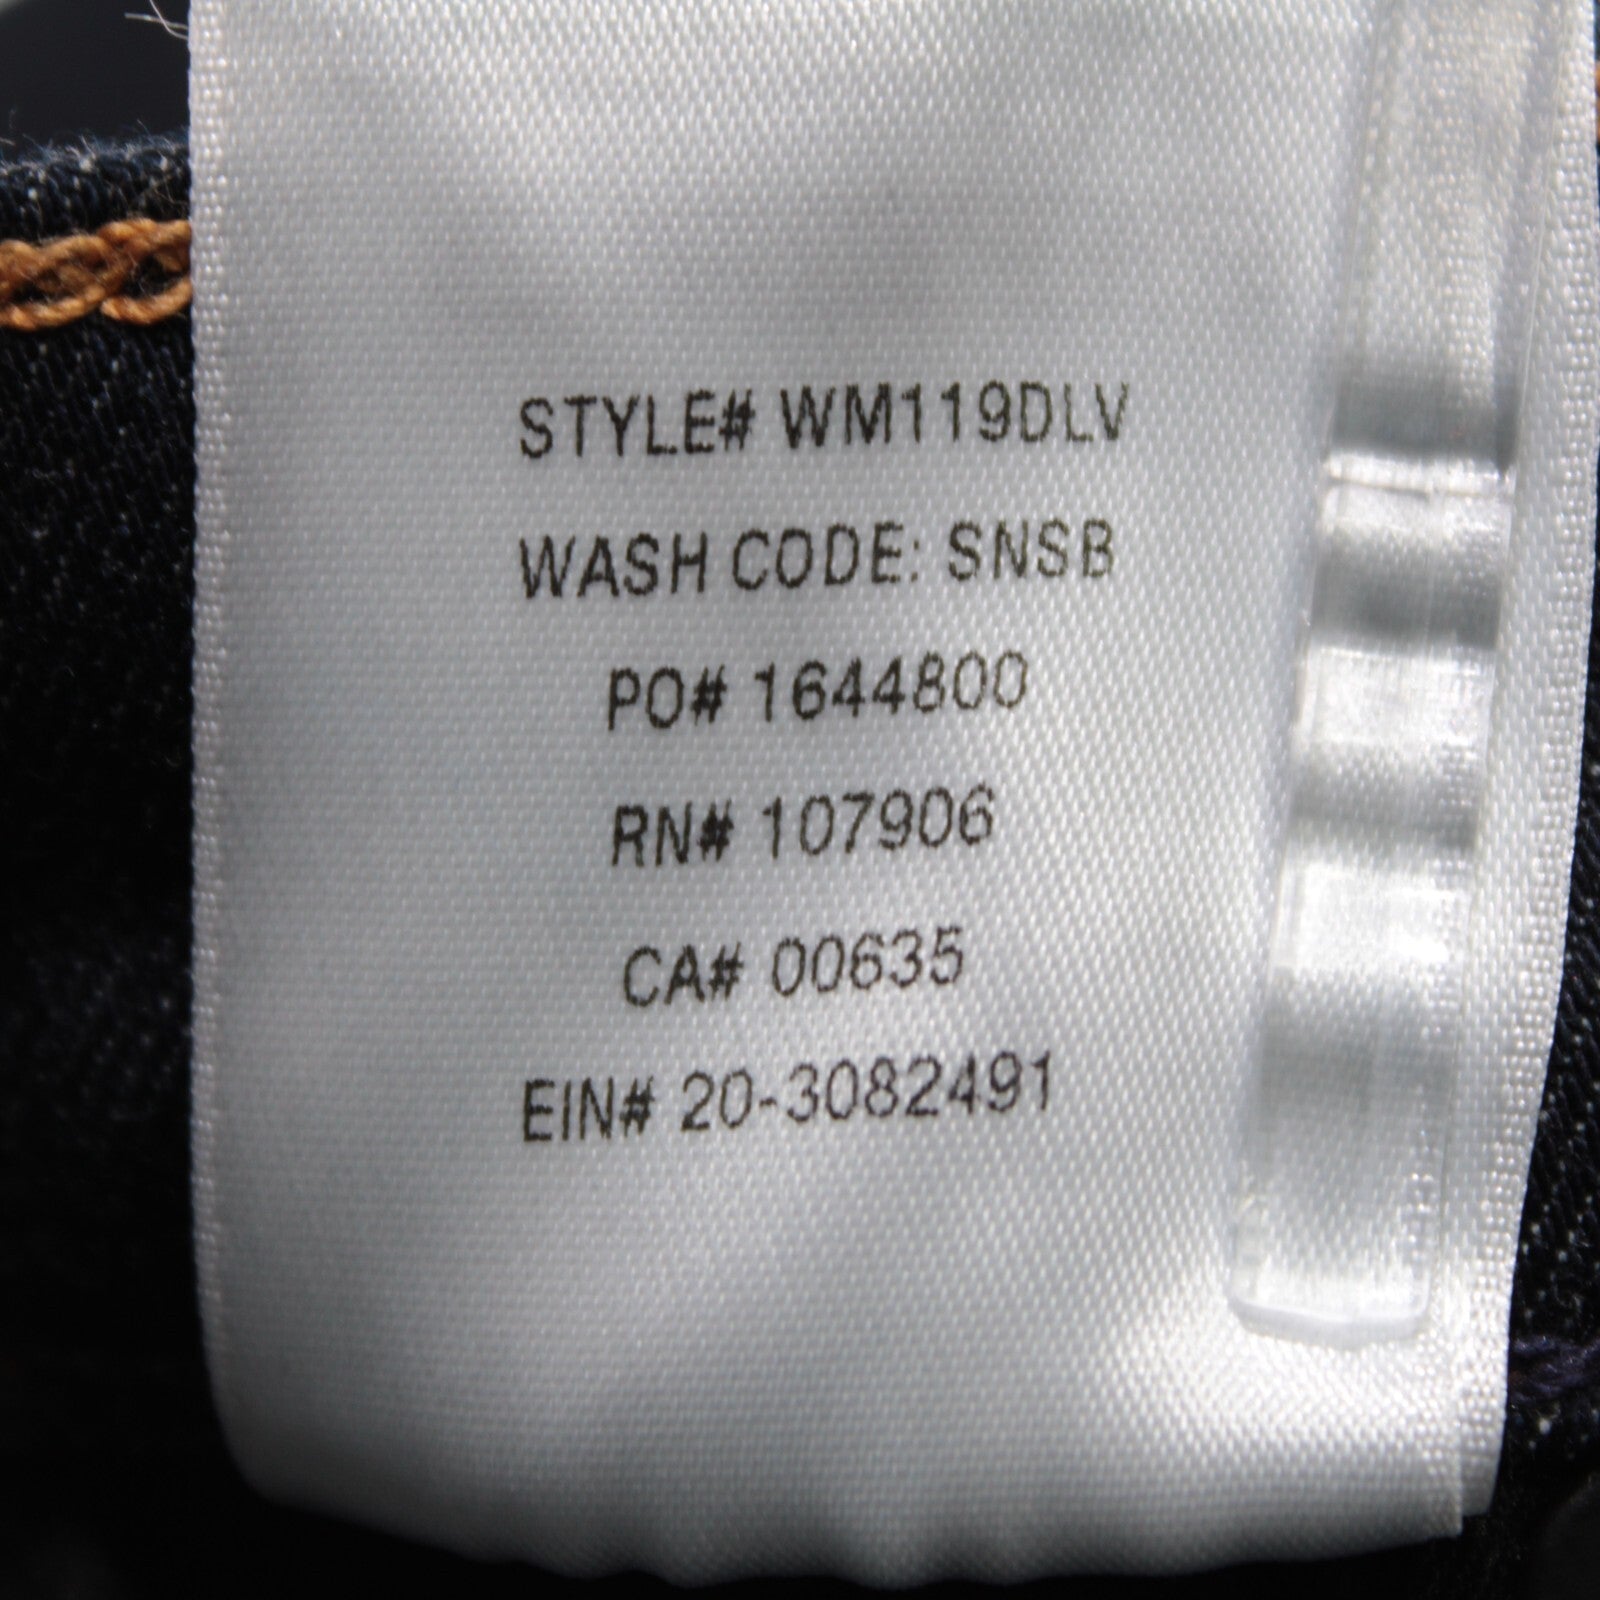 STYLE# WM119DLV
WASH CODE: SNSB
PO# 1644800
RN# 107906
CA# 00635
EIN# 20-3082491